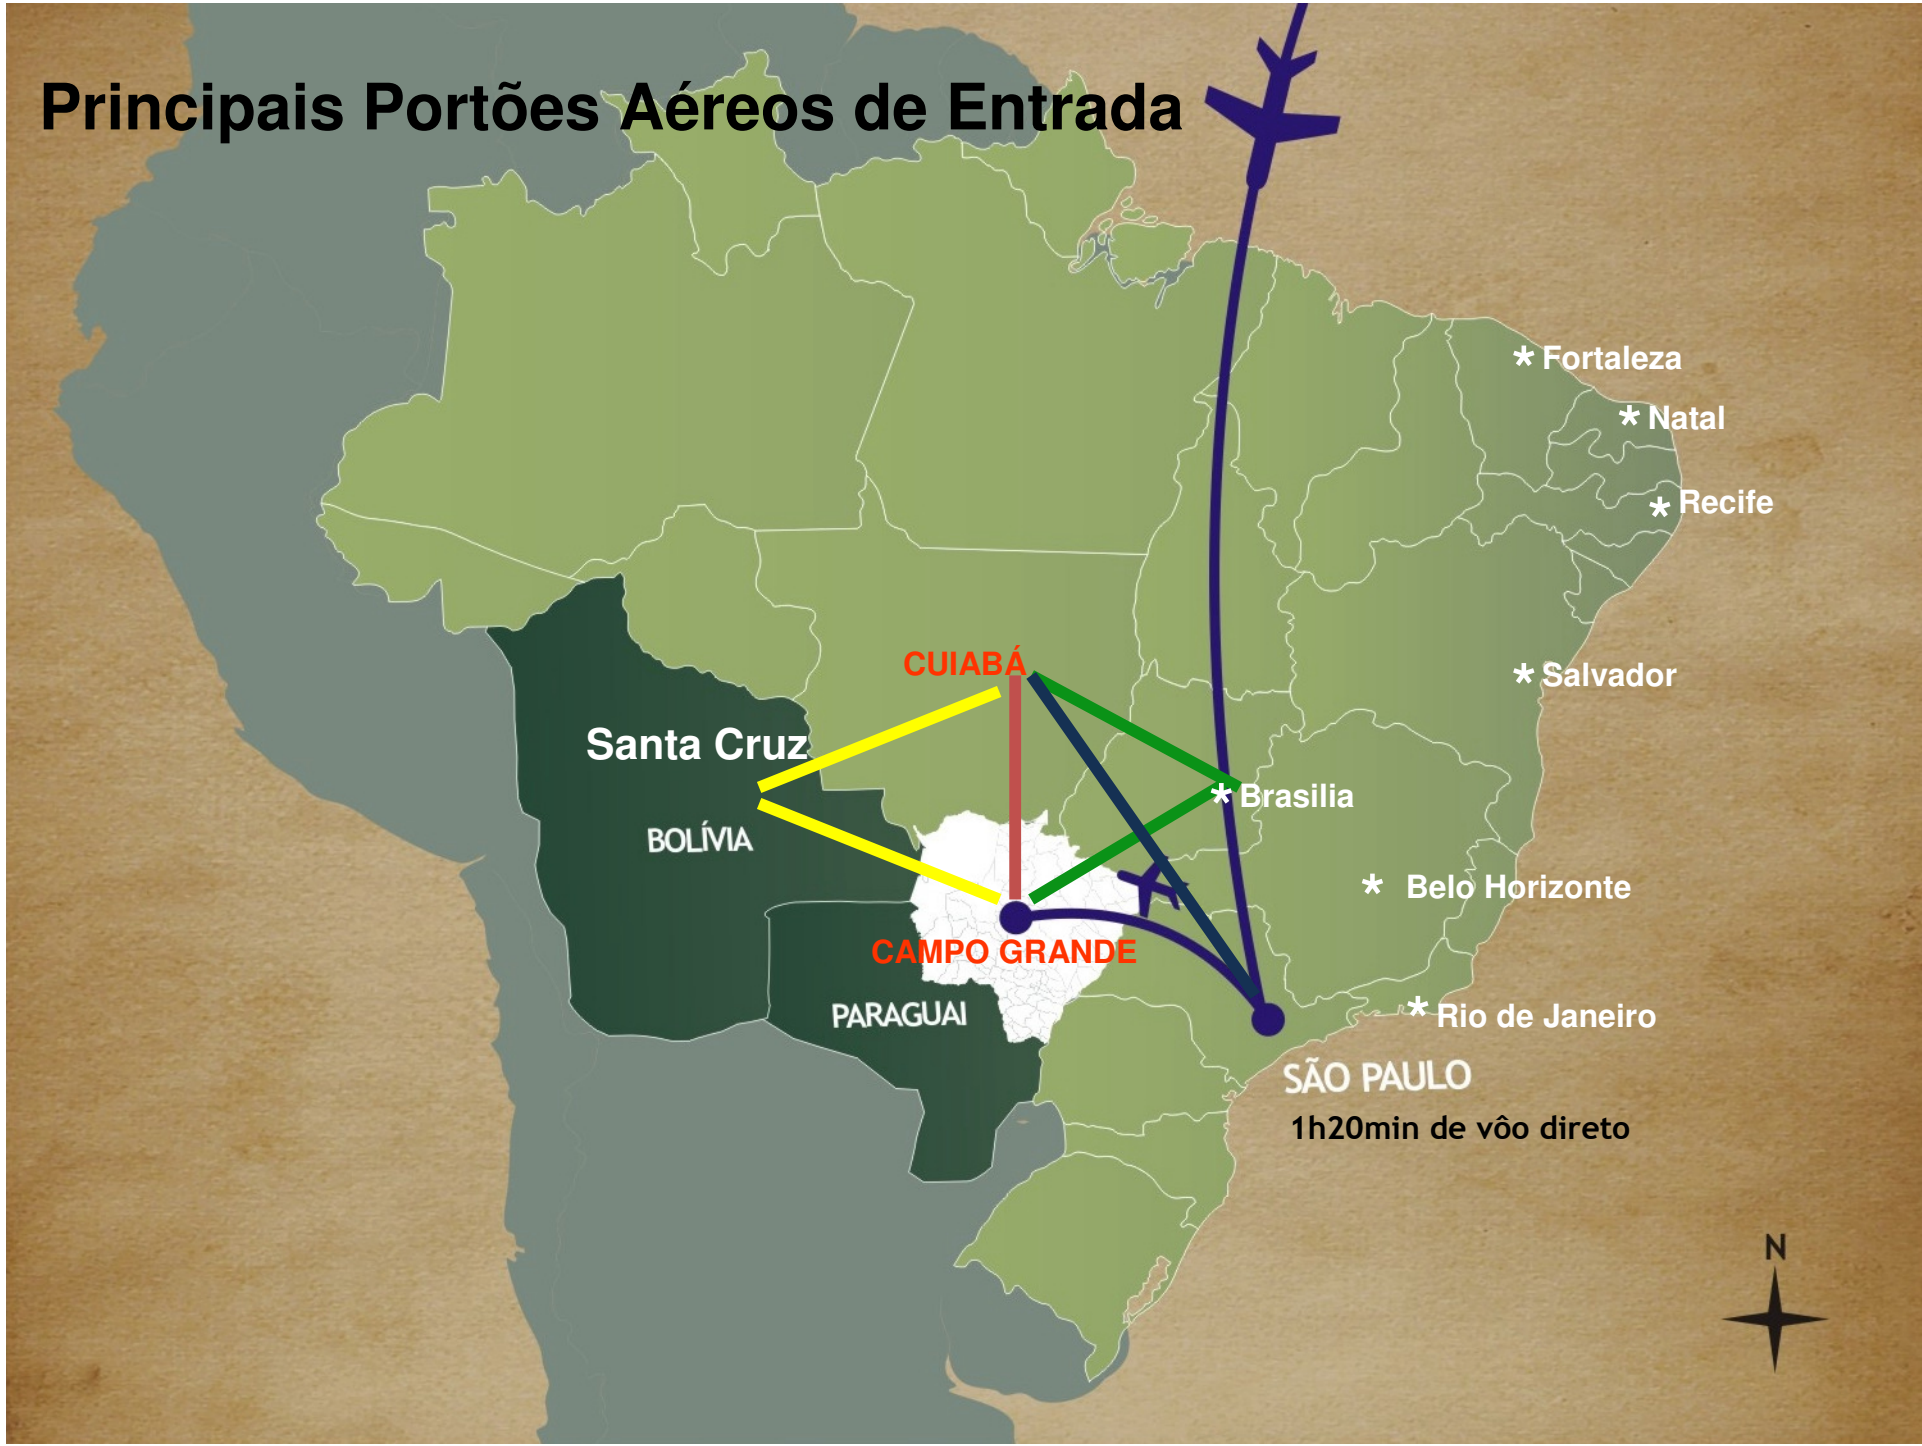 Principais Portões Aéreos de Entrada
* Fortaleza
* Natal
* Recife
CUIABÁ
* Salvador
Santa Cruz
* Brasilia
BOLÍVIA
* Belo Horizonte
CAMPO GRANDE
PARAGUAI
* Rio de Janeiro
SÃO PAULO
1h20min de vôo direto
N